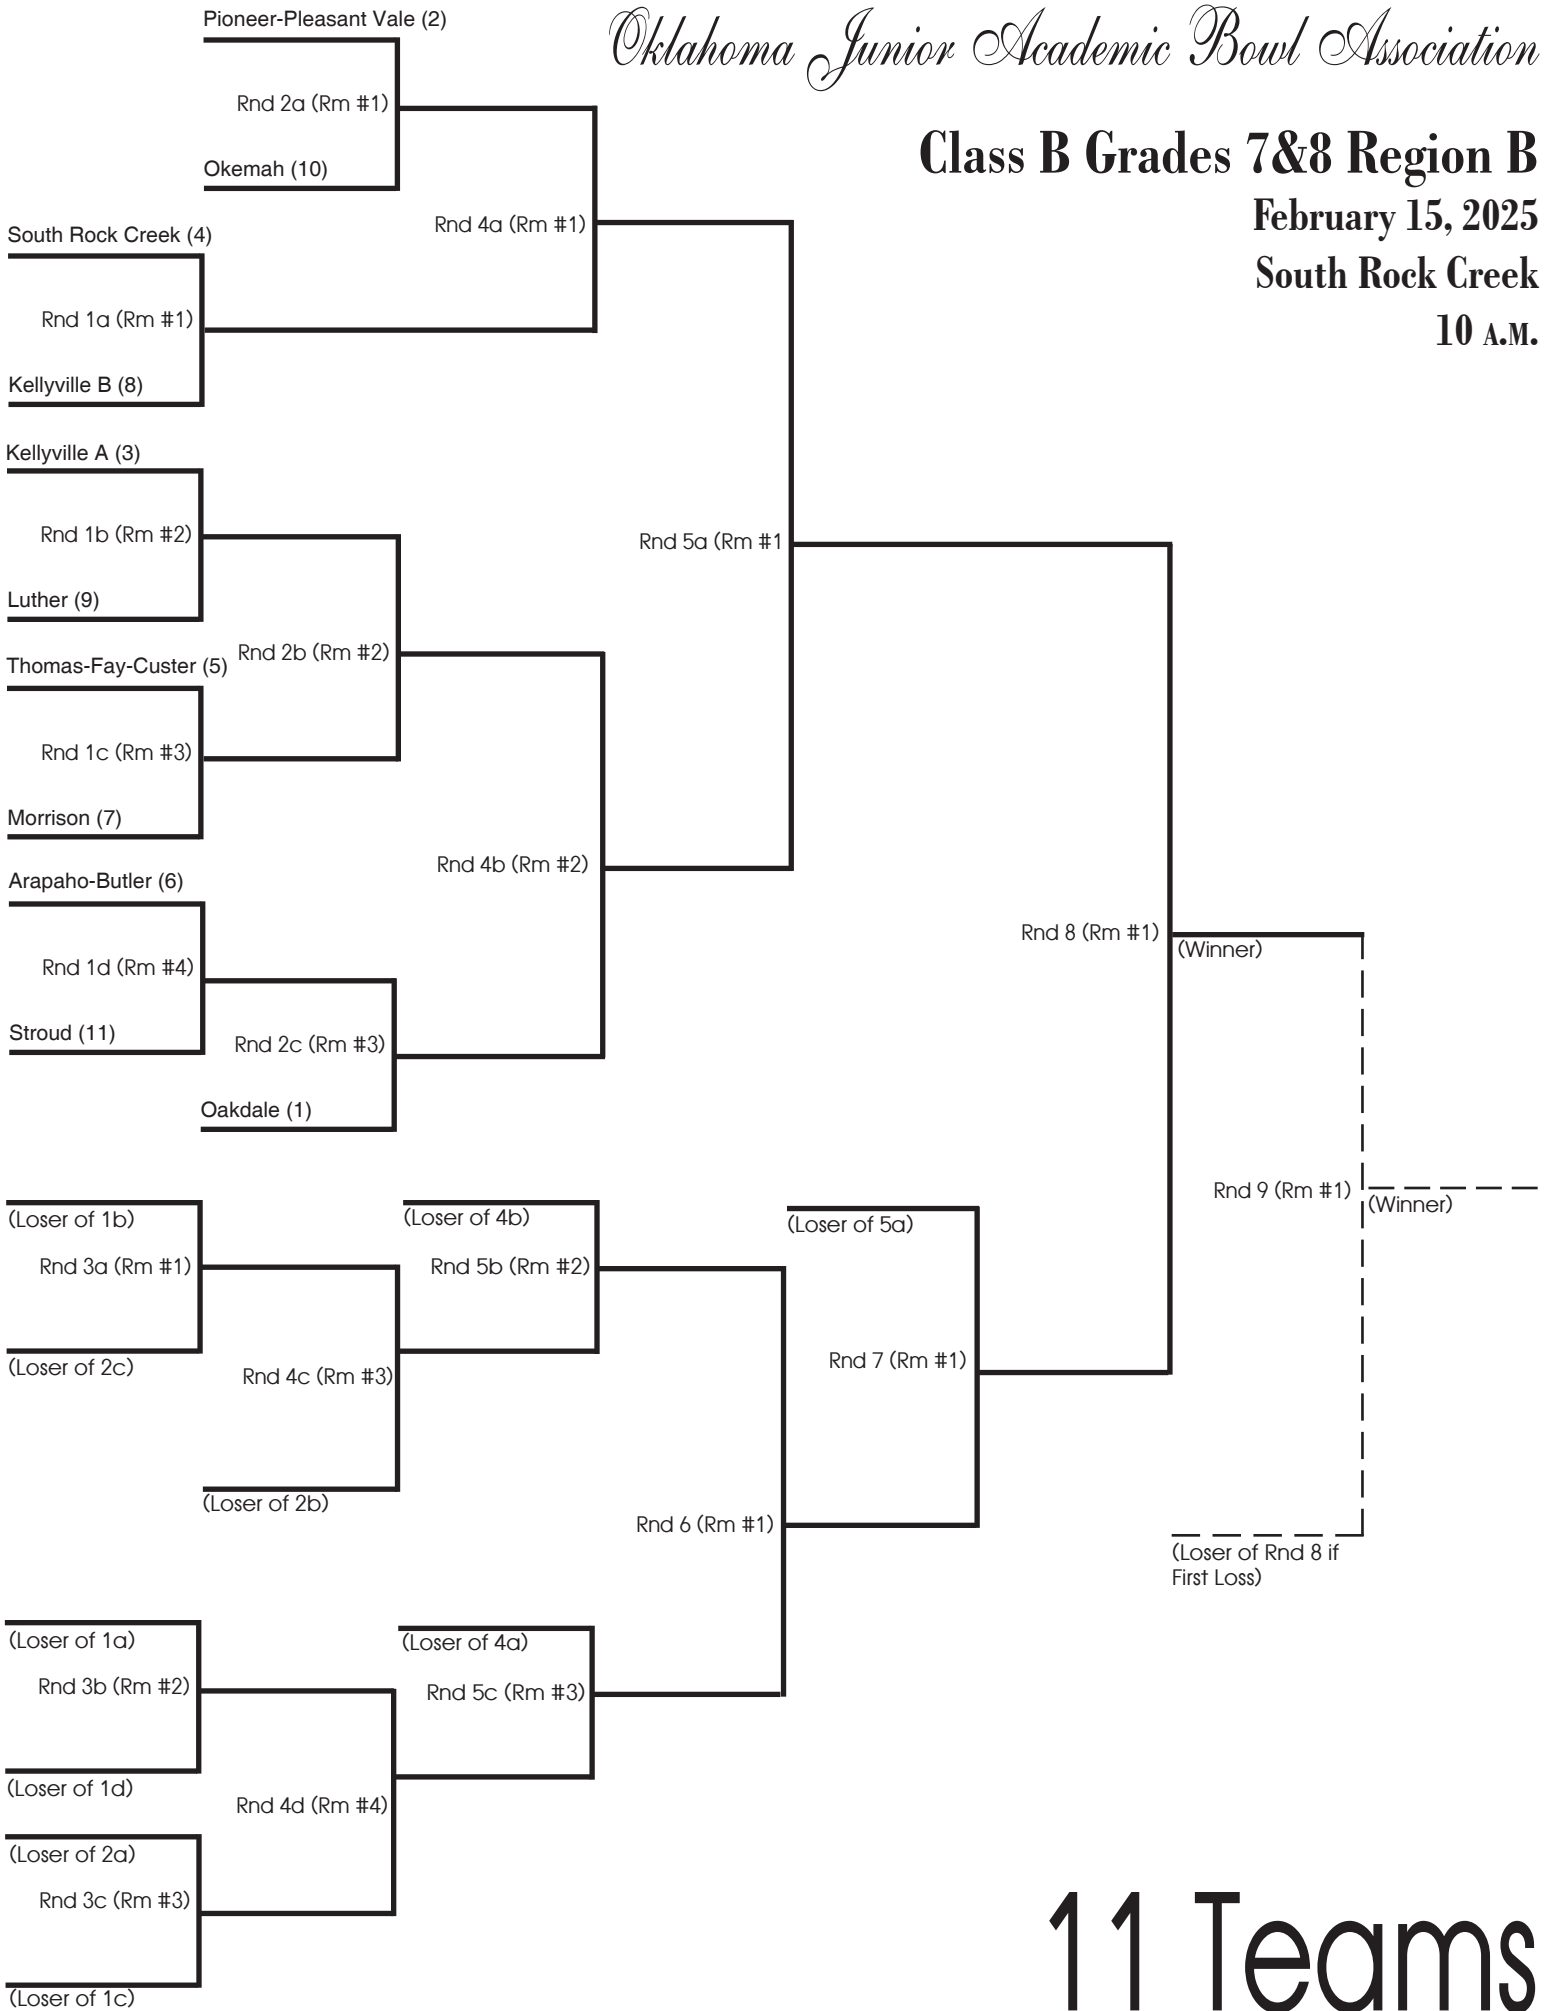 Oklahoma Junior Academic Bowl Association
Class B Grades 7&8 Region B
February 15, 2025
South Rock Creek
10 A.M.
Pioneer-Pleasant Vale (2)
Rnd 2a (Rm #1)
Okemah (10)
Rnd 4a (Rm #1)
South Rock Creek (4)
Rnd 1a (Rm #1)
Kellyville B (8)
Kellyville A (3)
Rnd 1b (Rm #2)
Rnd 5a (Rm #1
Luther (9)
Rnd 2b (Rm #2)
Thomas-Fay-Custer (5)
Rnd 1c (Rm #3)
Morrison (7)
Rnd 4b (Rm #2)
Arapaho-Butler (6)
Rnd 8 (Rm #1)
(Winner)
Rnd 1d (Rm #4)
Stroud (11)
Rnd 2c (Rm #3)
Oakdale (1)
Rnd 9 (Rm #1)
(Winner)
(Loser of 1b)
(Loser of 4b)
(Loser of 5a)
Rnd 3a (Rm #1)
Rnd 5b (Rm #2)
(Loser of 2c)
Rnd 4c (Rm #3)
Rnd 7 (Rm #1)
(Loser of 2b)
Rnd 6 (Rm #1)
(Loser of Rnd 8 if
First Loss)
(Loser of 1a)
(Loser of 4a)
Rnd 3b (Rm #2)
Rnd 5c (Rm #3)
(Loser of 1d)
Rnd 4d (Rm #4)
(Loser of 2a)
Rnd 3c (Rm #3)
(Loser of 1c)
11 Teams